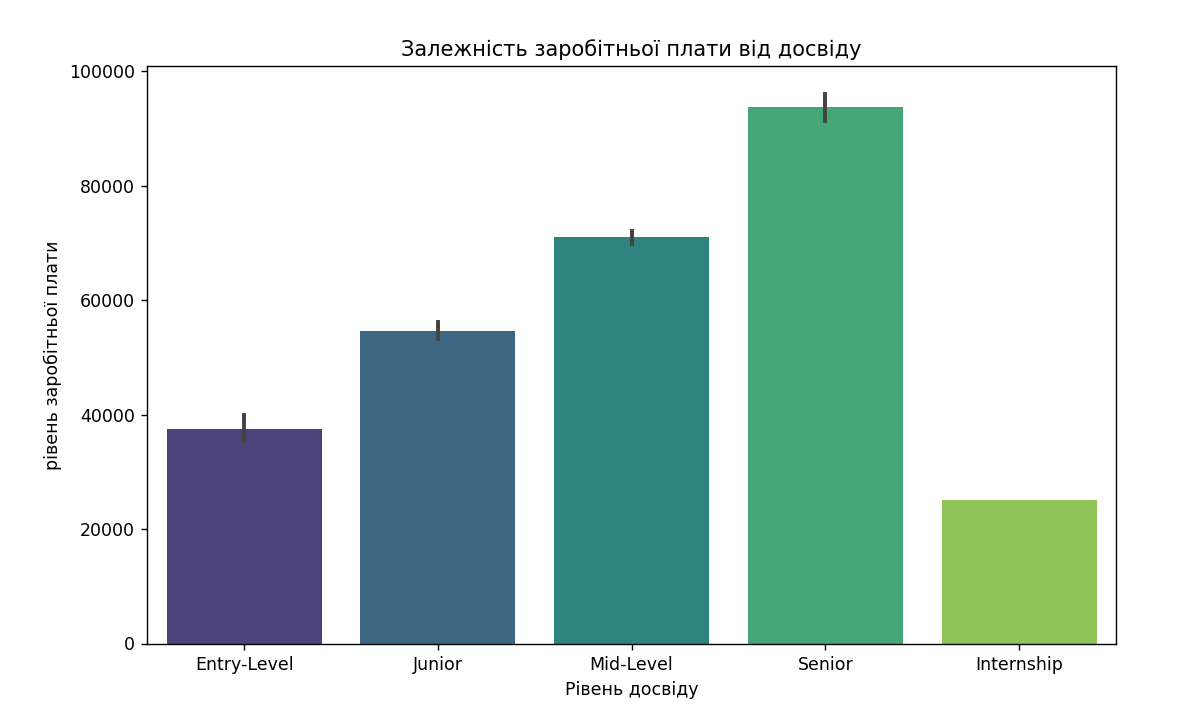 Залежність заробітньої плати від досвіду
рівень заробітньої плати
100000
80000
60000
40000
20000
0
Entry-Level
Junior
Mid-Level
Senior
Internship
Рівень досвіду